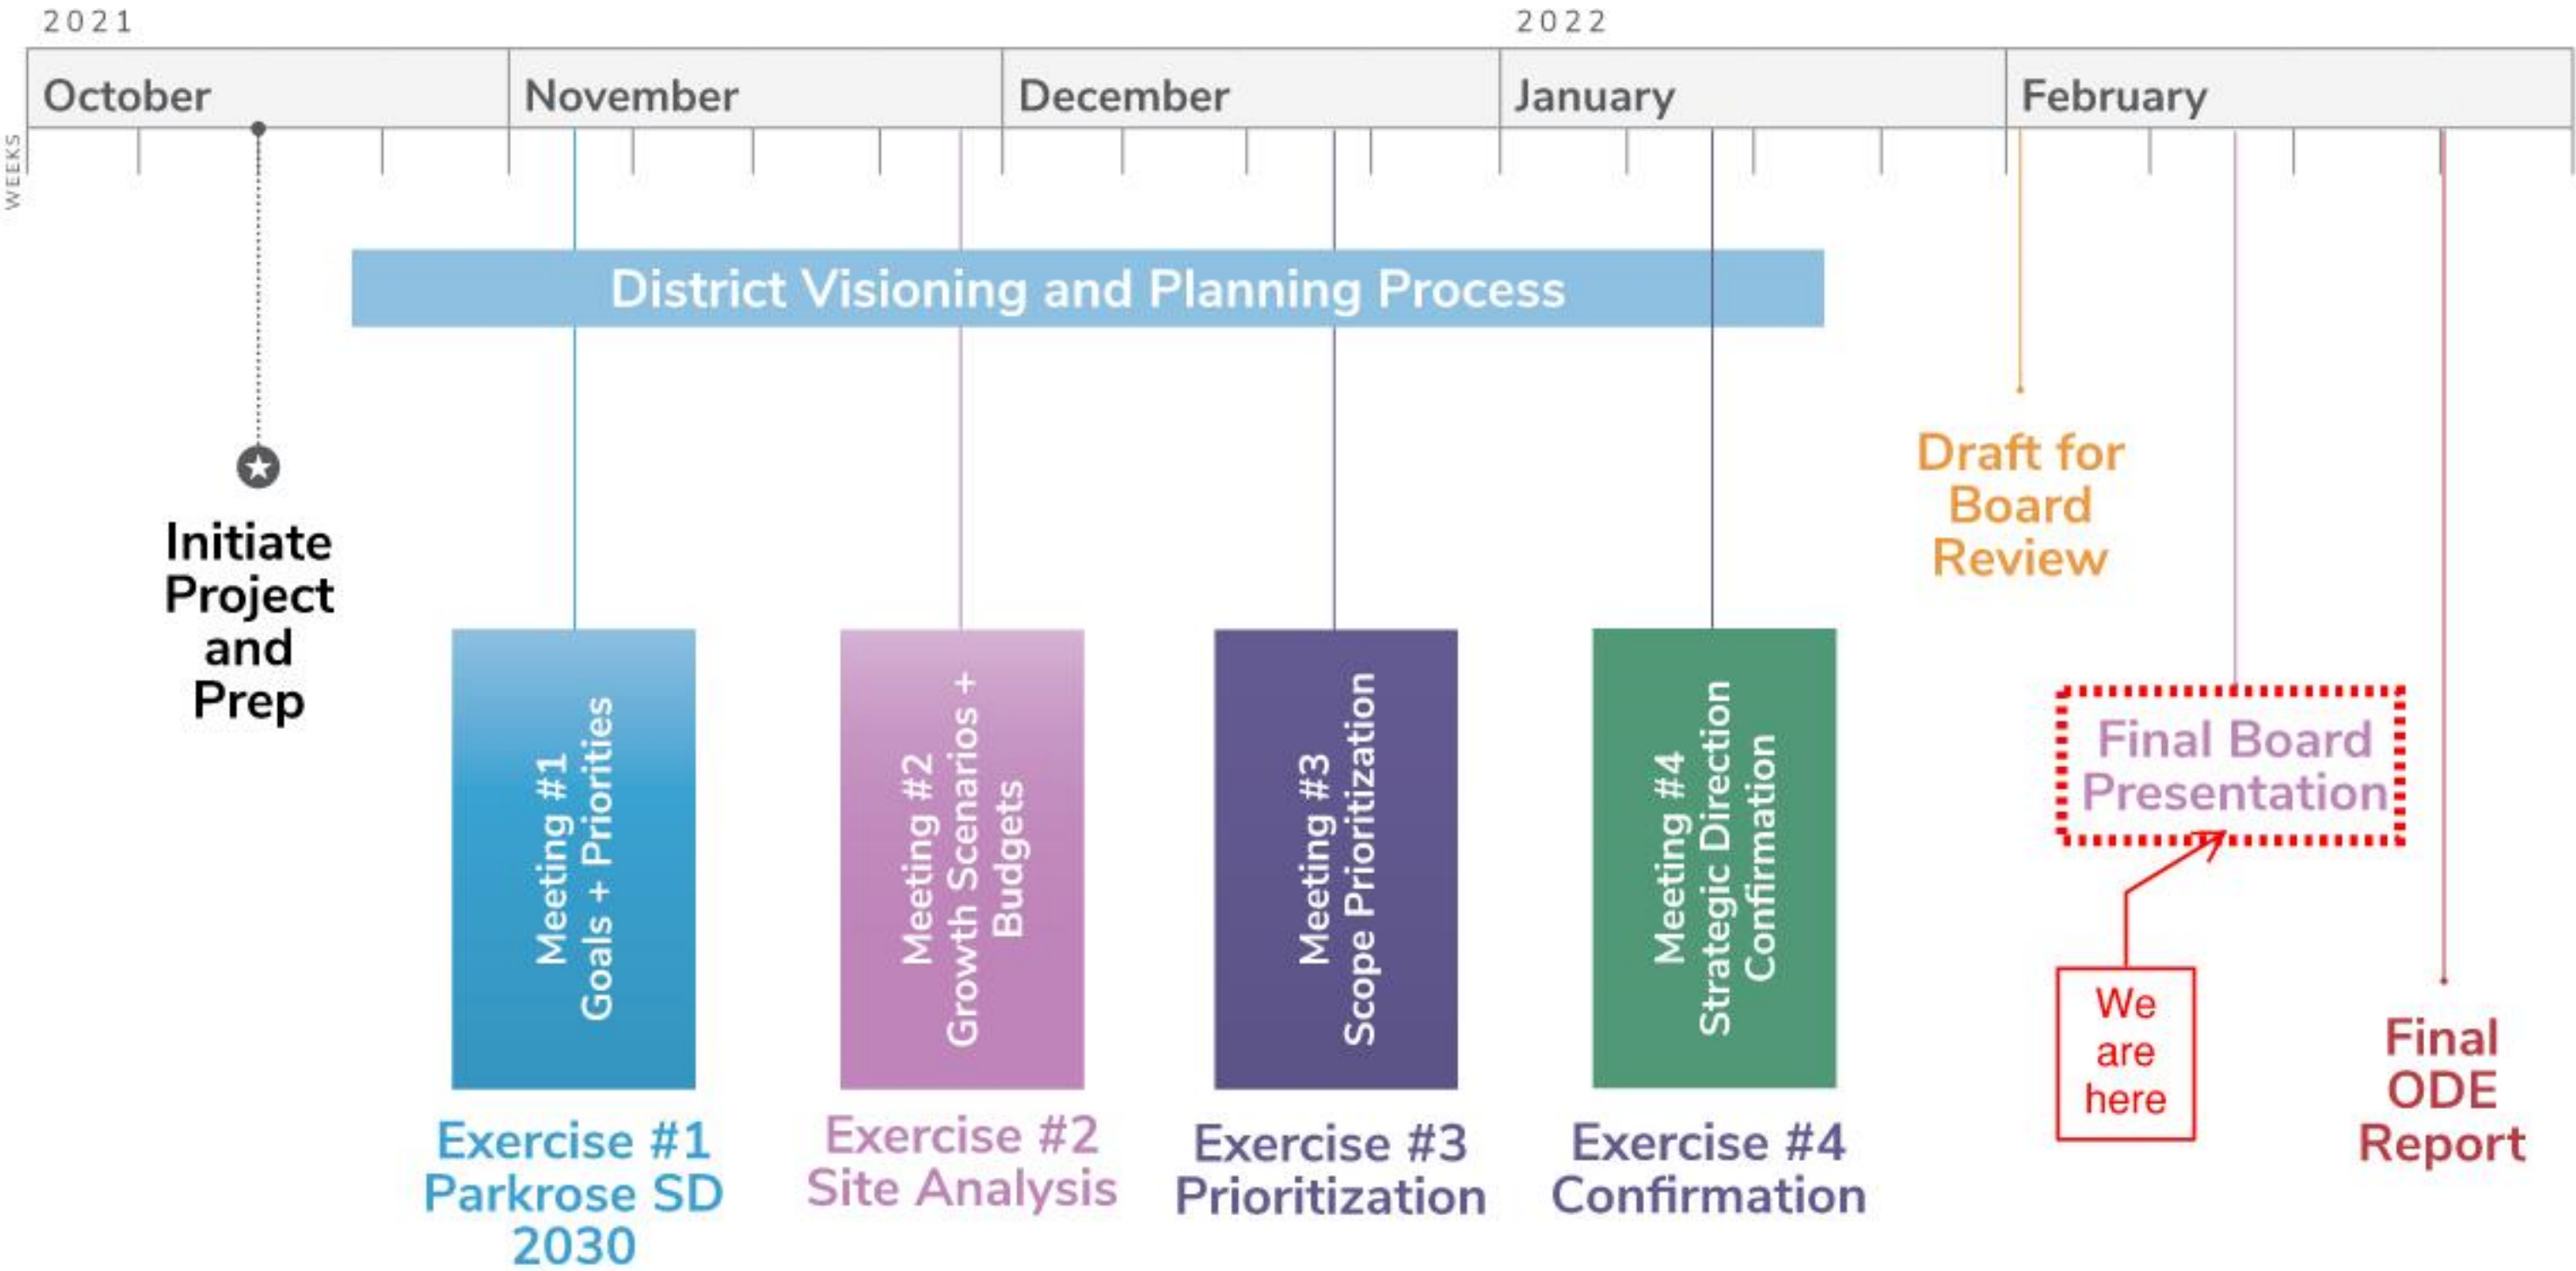 2021
2022
October
November
December
January
February
WEEKS
District Visioning and Planning Process
Initiate
Project
and
Prep
Draft for
Board
Review
Meeting #1
Goals + Priorities
Meeting #2
Growth Scenarios +
Budgets
Meeting #3
Scope Prioritization
Meeting #4
Strategic Direction
Confirmation
Final Board
Presentation
We
are
here
Final
ODE
Report
Exercise #1
Parkrose SD
2030
Exercise #2
Site Analysis
Exercise #3
Prioritization
Exercise #4
Confirmation